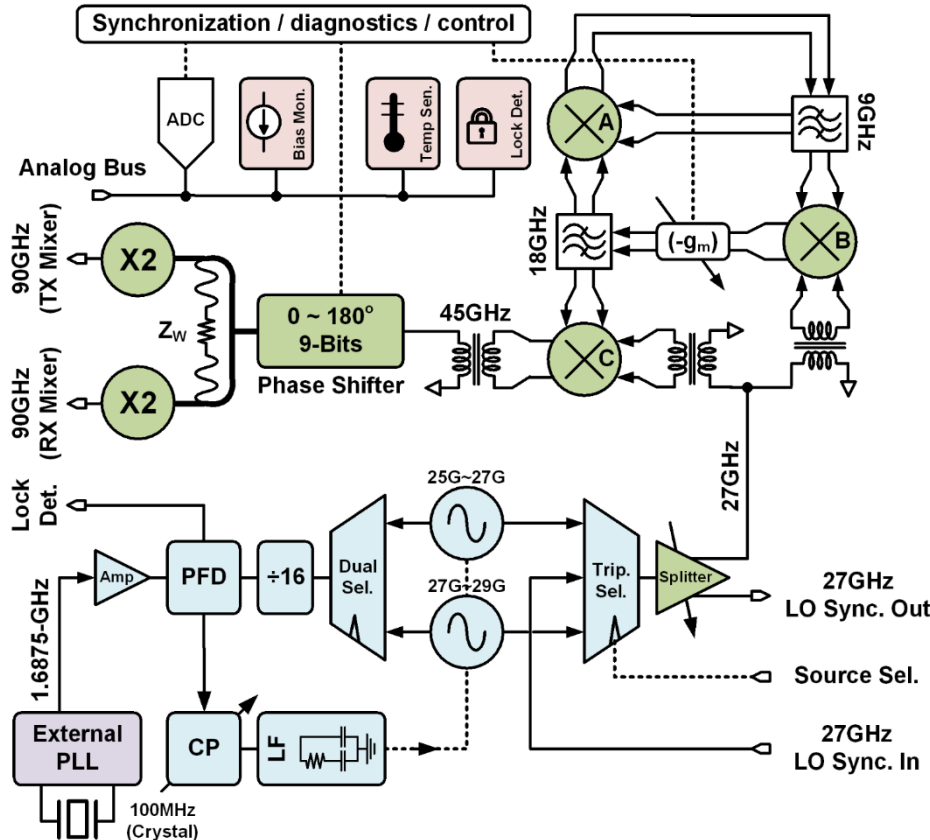 Synchronization / diagnostics / control
ADC
Bias Mon.
Temp Sen.
Lock Det.
Analog Bus
A
9GHz
B
18GHz
(-gm)
C
90GHz
(TX Mixer)
X2
ZW
0 ~ 180°
9-Bits
Phase Shifter
45GHz
90GHz
(RX Mixer)
X2
27GHz
Lock
Det.
Amp
PFD
÷16
Dual
Sel.
25G~27G
27G~29G
Trip.
Sel.
Splitter
27GHz
LO Sync. Out
Source Sel.
27GHz
LO Sync. In
1.6875-GHz
External
PLL
CP
LF
100MHz
(Crystal)